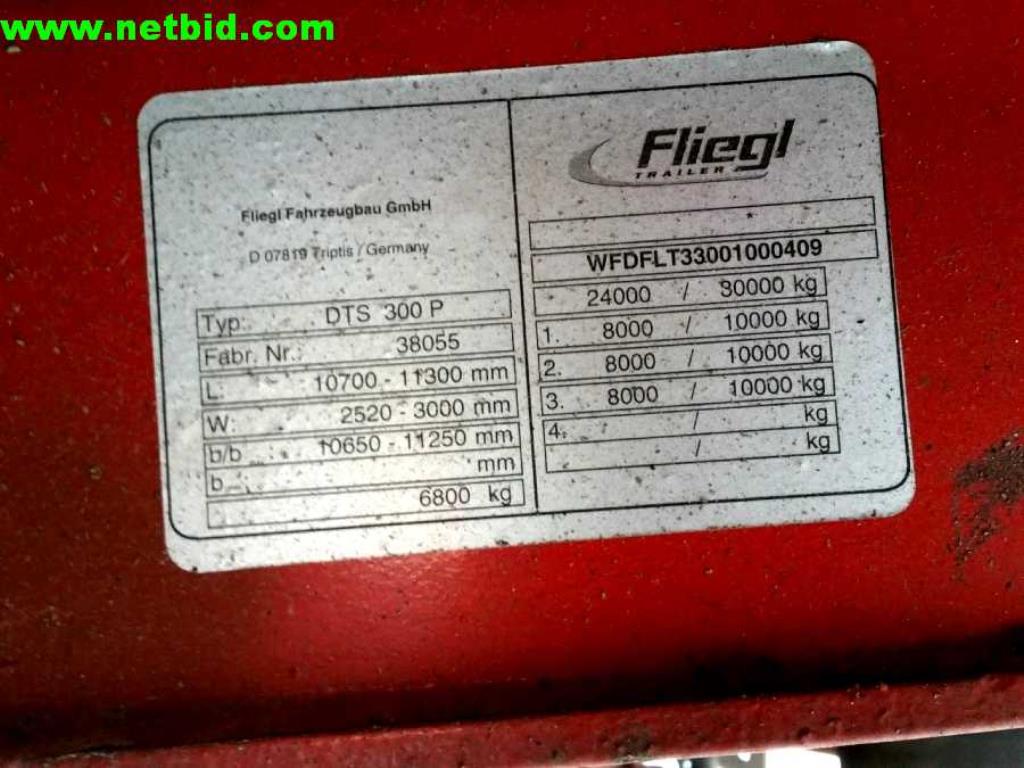 www.netbid.com
Fliegl Fahrzeugbau GmbH
D 07819 Triptis / Germany
Typ: DTS 300 P
Fabr. Nr.: 38055
L: 10700 - 11300 mm
W: 2520 - 3000 mm
b/b : 10650 - 11250 mm
b : mm
6800 kg
Fliegl
TRAILER
*
WFDFLT33001000409
24000 / 30000 kg
1. 8000 / 10000 kg
2. 8000 / 10000 kg
3. 8000 / 10000 kg
4. / kg
/ kg